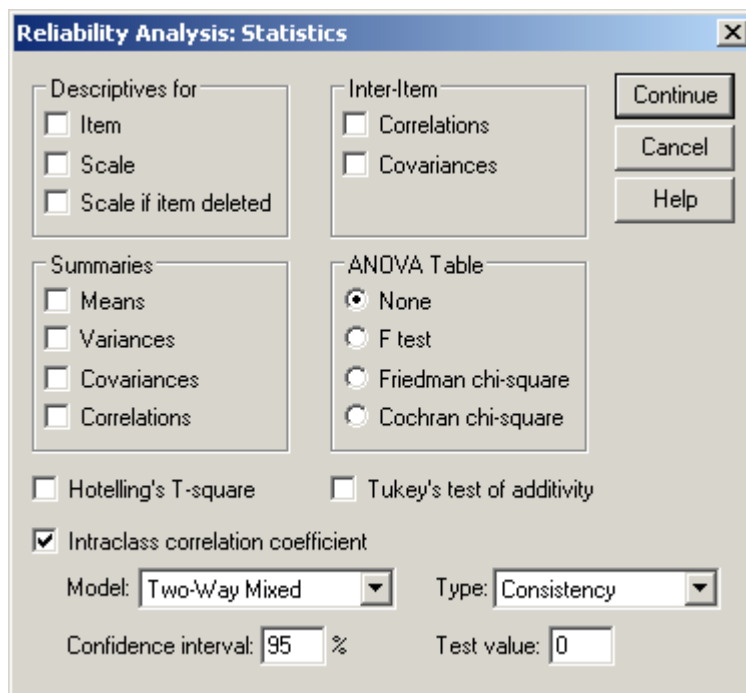 Reliability Analysis: Statistics
Descriptives for
Item
Scale
Scale if item deleted
Inter-Item
Correlations
Covariances
Continue
Cancel
Help
Summaries
Means
Variances
Covariances
Correlations
ANOVA Table
None
F test
Friedman chi-square
Cochran chi-square
Hotelling's T-square
Tukey's test of additivity
Intraclass correlation coefficient
Model: Two-Way Mixed
Type: Consistency
Confidence interval: 95 %
Test value: 0